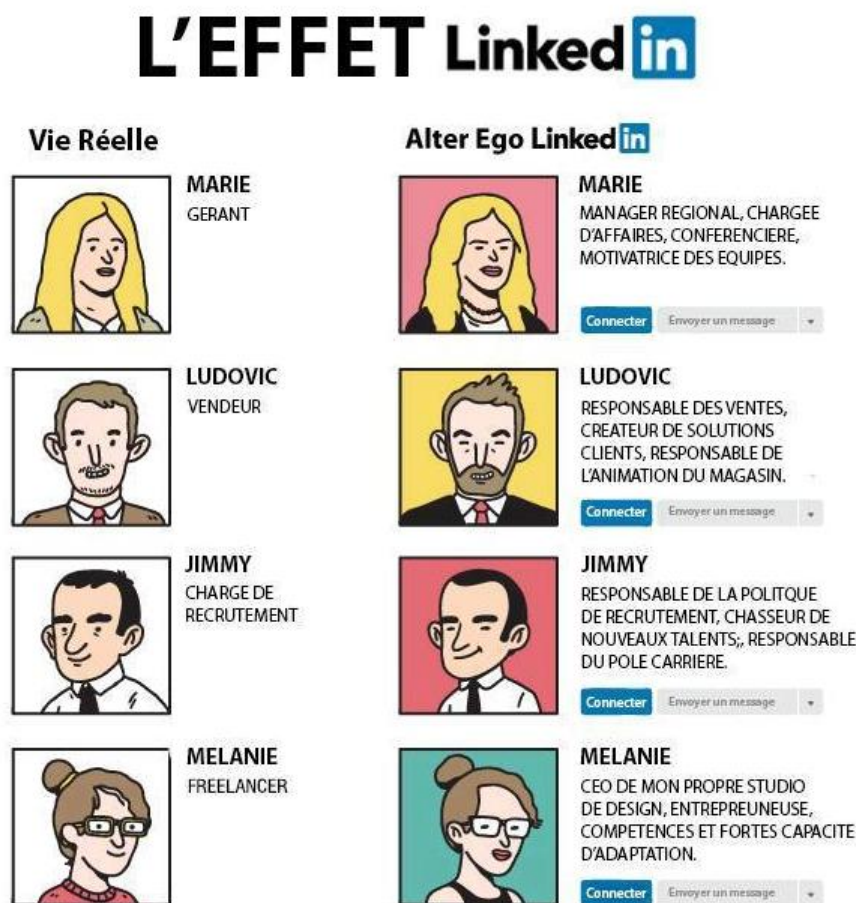 L'EFFET Linkedin
Vie Réelle
Alter Ego Linkedin
MARIE
GERANT
MARIE
MANAGER REGIONAL, CHARGEE
D'AFFAIRES, CONFERENCIERE,
MOTIVATRICE DES EQUIPES.
Connecter Envoyer un message
LUDOVIC
VENDEUR
LUDOVIC
RESPONSABLE DES VENTES,
CREATEUR DE SOLUTIONS
CLIENTS, RESPONSABLE DE
L'ANIMATION DU MAGASIN.
Connecter Envoyer un message
JIMMY
CHARGE DE
RECRUTEMENT
JIMMY
RESPONSABLE DE LA POLITQUE
DE RECRUTEMENT, CHASSEUR DE
NOUVEAUX TALENTS;, RESPONSABLE
DU POLE CARRIERE.
Connecter Envoyer un message
MELANIE
FREELANCER
MELANIE
CEO DE MON PROPRE STUDIO
DE DESIGN, ENTREPREUNEUSE,
COMPETENCES ET FORTES CAPACITE
D'ADAPTATION.
Connecter Envoyer un message